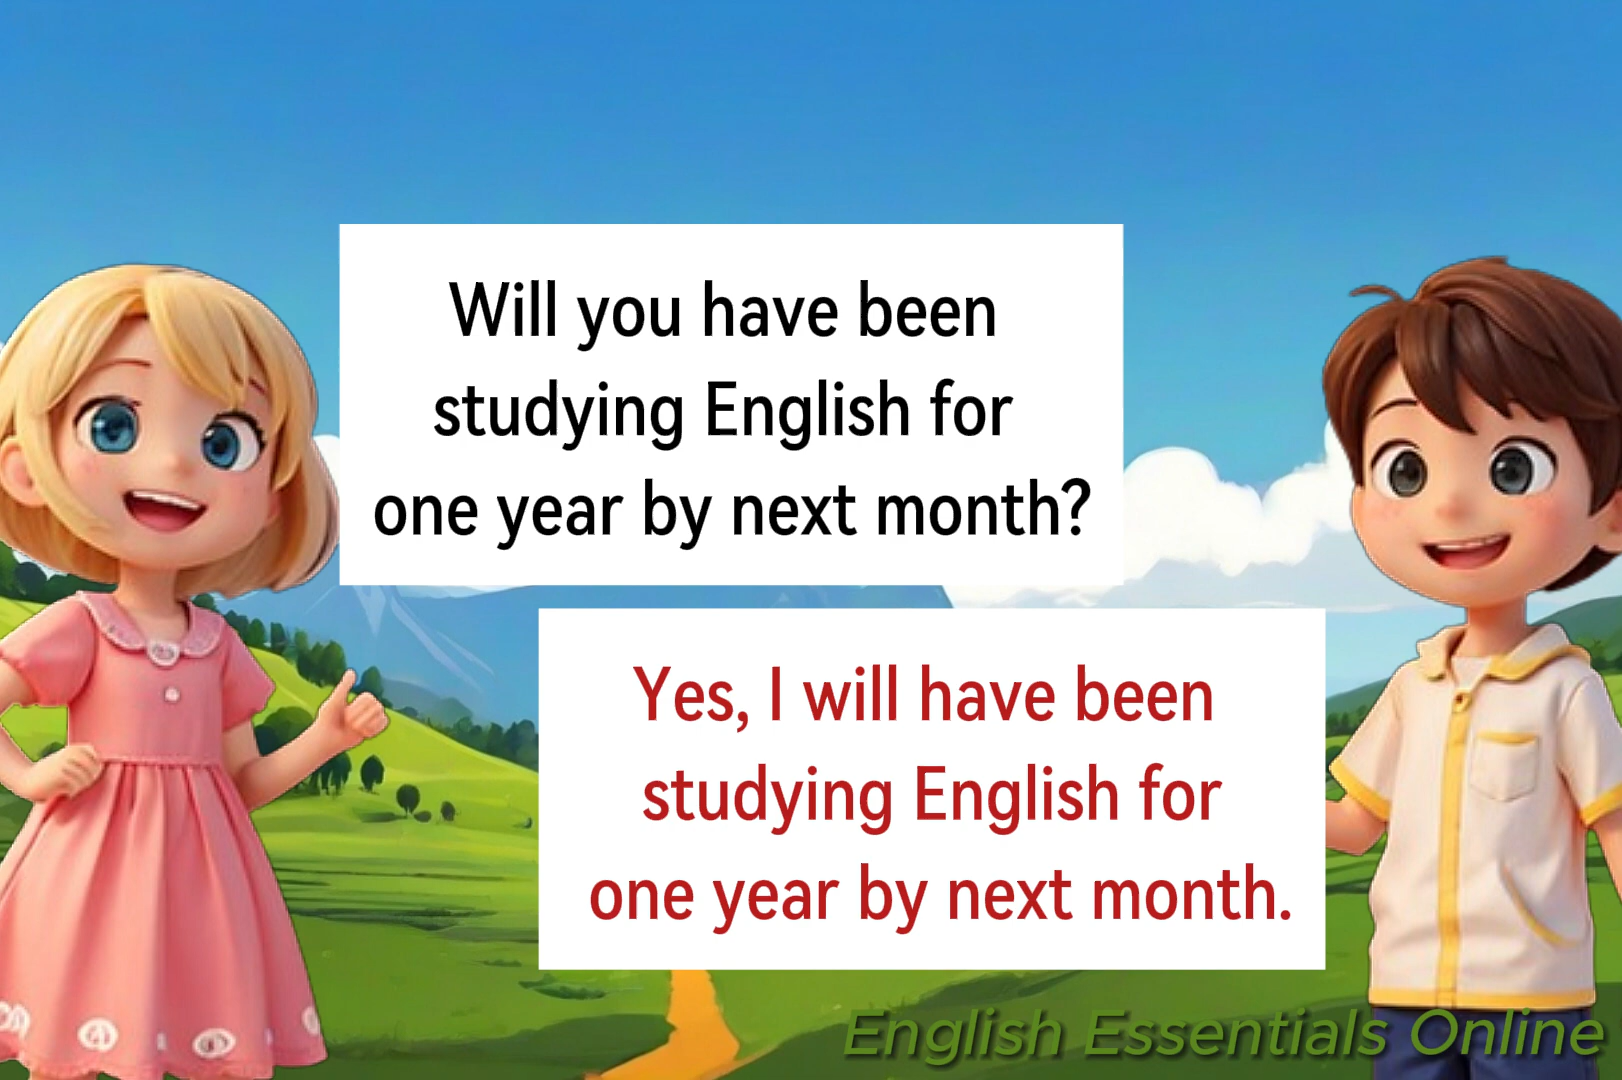 Will you have been
studying English for
one year by next month?
Yes, I will have been
studying English for
one year by next month.
English Essentials Online